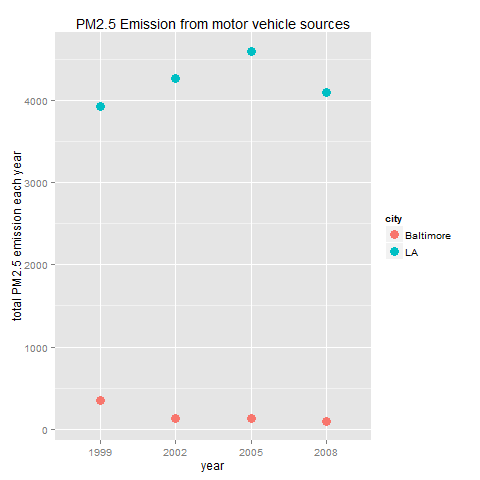 PM2.5 Emission from motor vehicle sources
total PM2.5 emission each year
4000
3000
2000
1000
0
1999 2002 2005 2008
year
city
Baltimore
LA